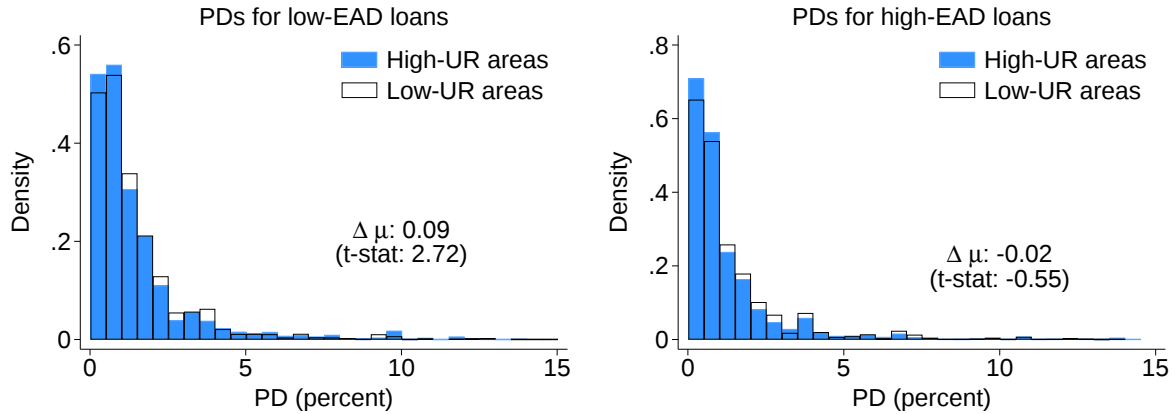 PDs for low-EAD loans
.6
.4
.2
0
Density
High-UR areas
Low-UR areas
Δ μ: 0.09
(t-stat: 2.72)
0
5
10
15
PD (percent)
PDs for high-EAD loans
.8
.6
.4
.2
0
Density
High-UR areas
Low-UR areas
Δ μ: -0.02
(t-stat: -0.55)
0
5
10
15
PD (percent)